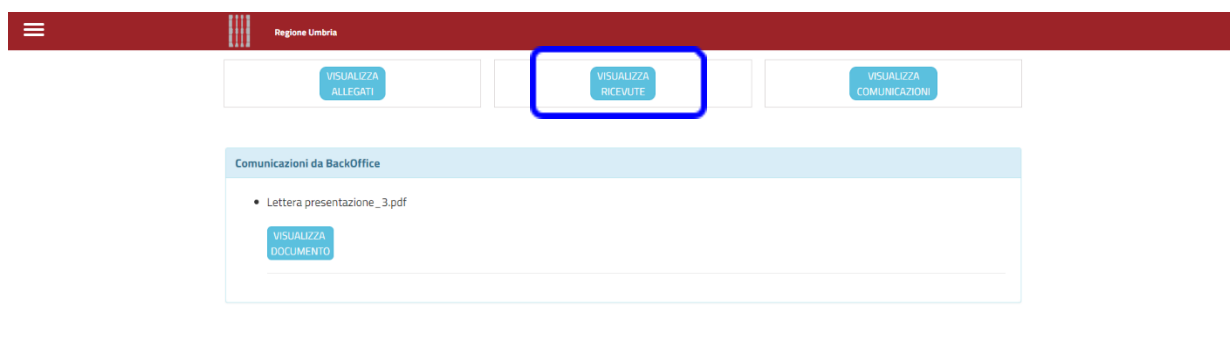 Regione Umbria
VISUALIZZA
ALLEGATI
VISUALIZZA
RICEVUTE
VISUALIZZA
COMUNICAZIONI
Comunicazioni da BackOffice
Lettera presentazione_3.pdf
VISUALIZZA
DOCUMENTO